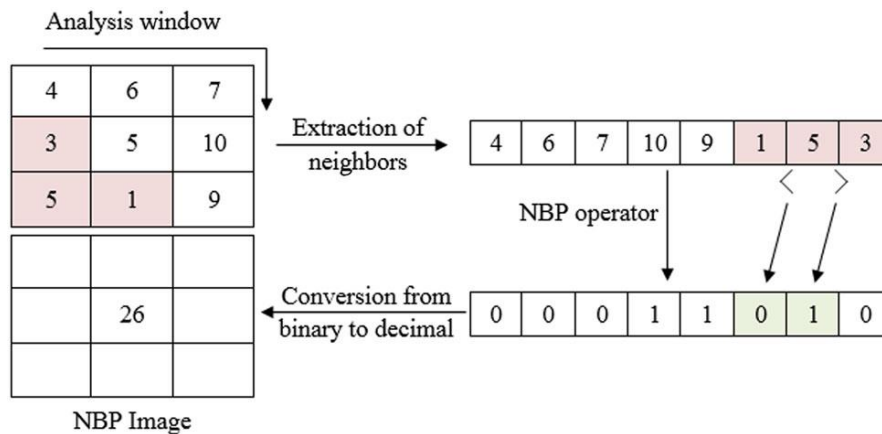 Analysis window
4 6 7
3 5 10
5 1 9
Extraction of
neighbors
4 6 7 10 9 1 5 3
< >
NBP operator
0 0 0 1 1 0 1 0
Conversion from
binary to decimal
26
NBP Image